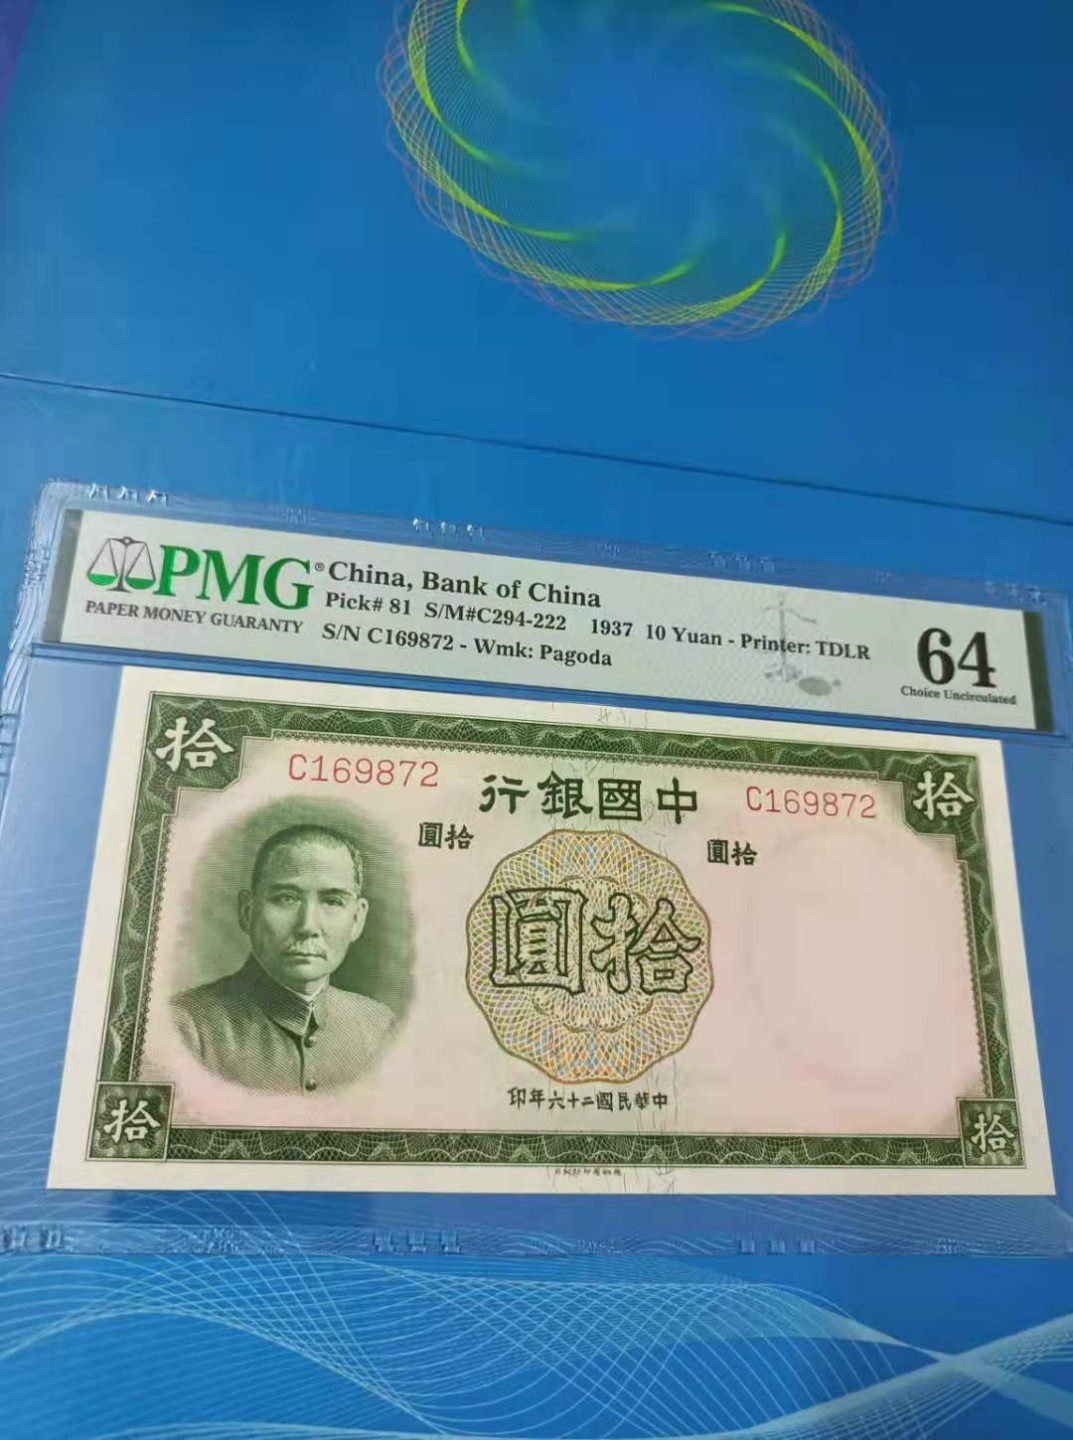 PMG®
PAPER MONEY GUARANTY
China, Bank of China
Pick# 81 S/M#C294-222 1937 10 Yuan - Printer: TDLR
S/N C169872 - Wmk: Pagoda
64
Choice Uncirculated
拾
拾
C169872
行銀國中
C169872
圓拾
圓拾
圓拾
印年六十二國民華中
拾
拾